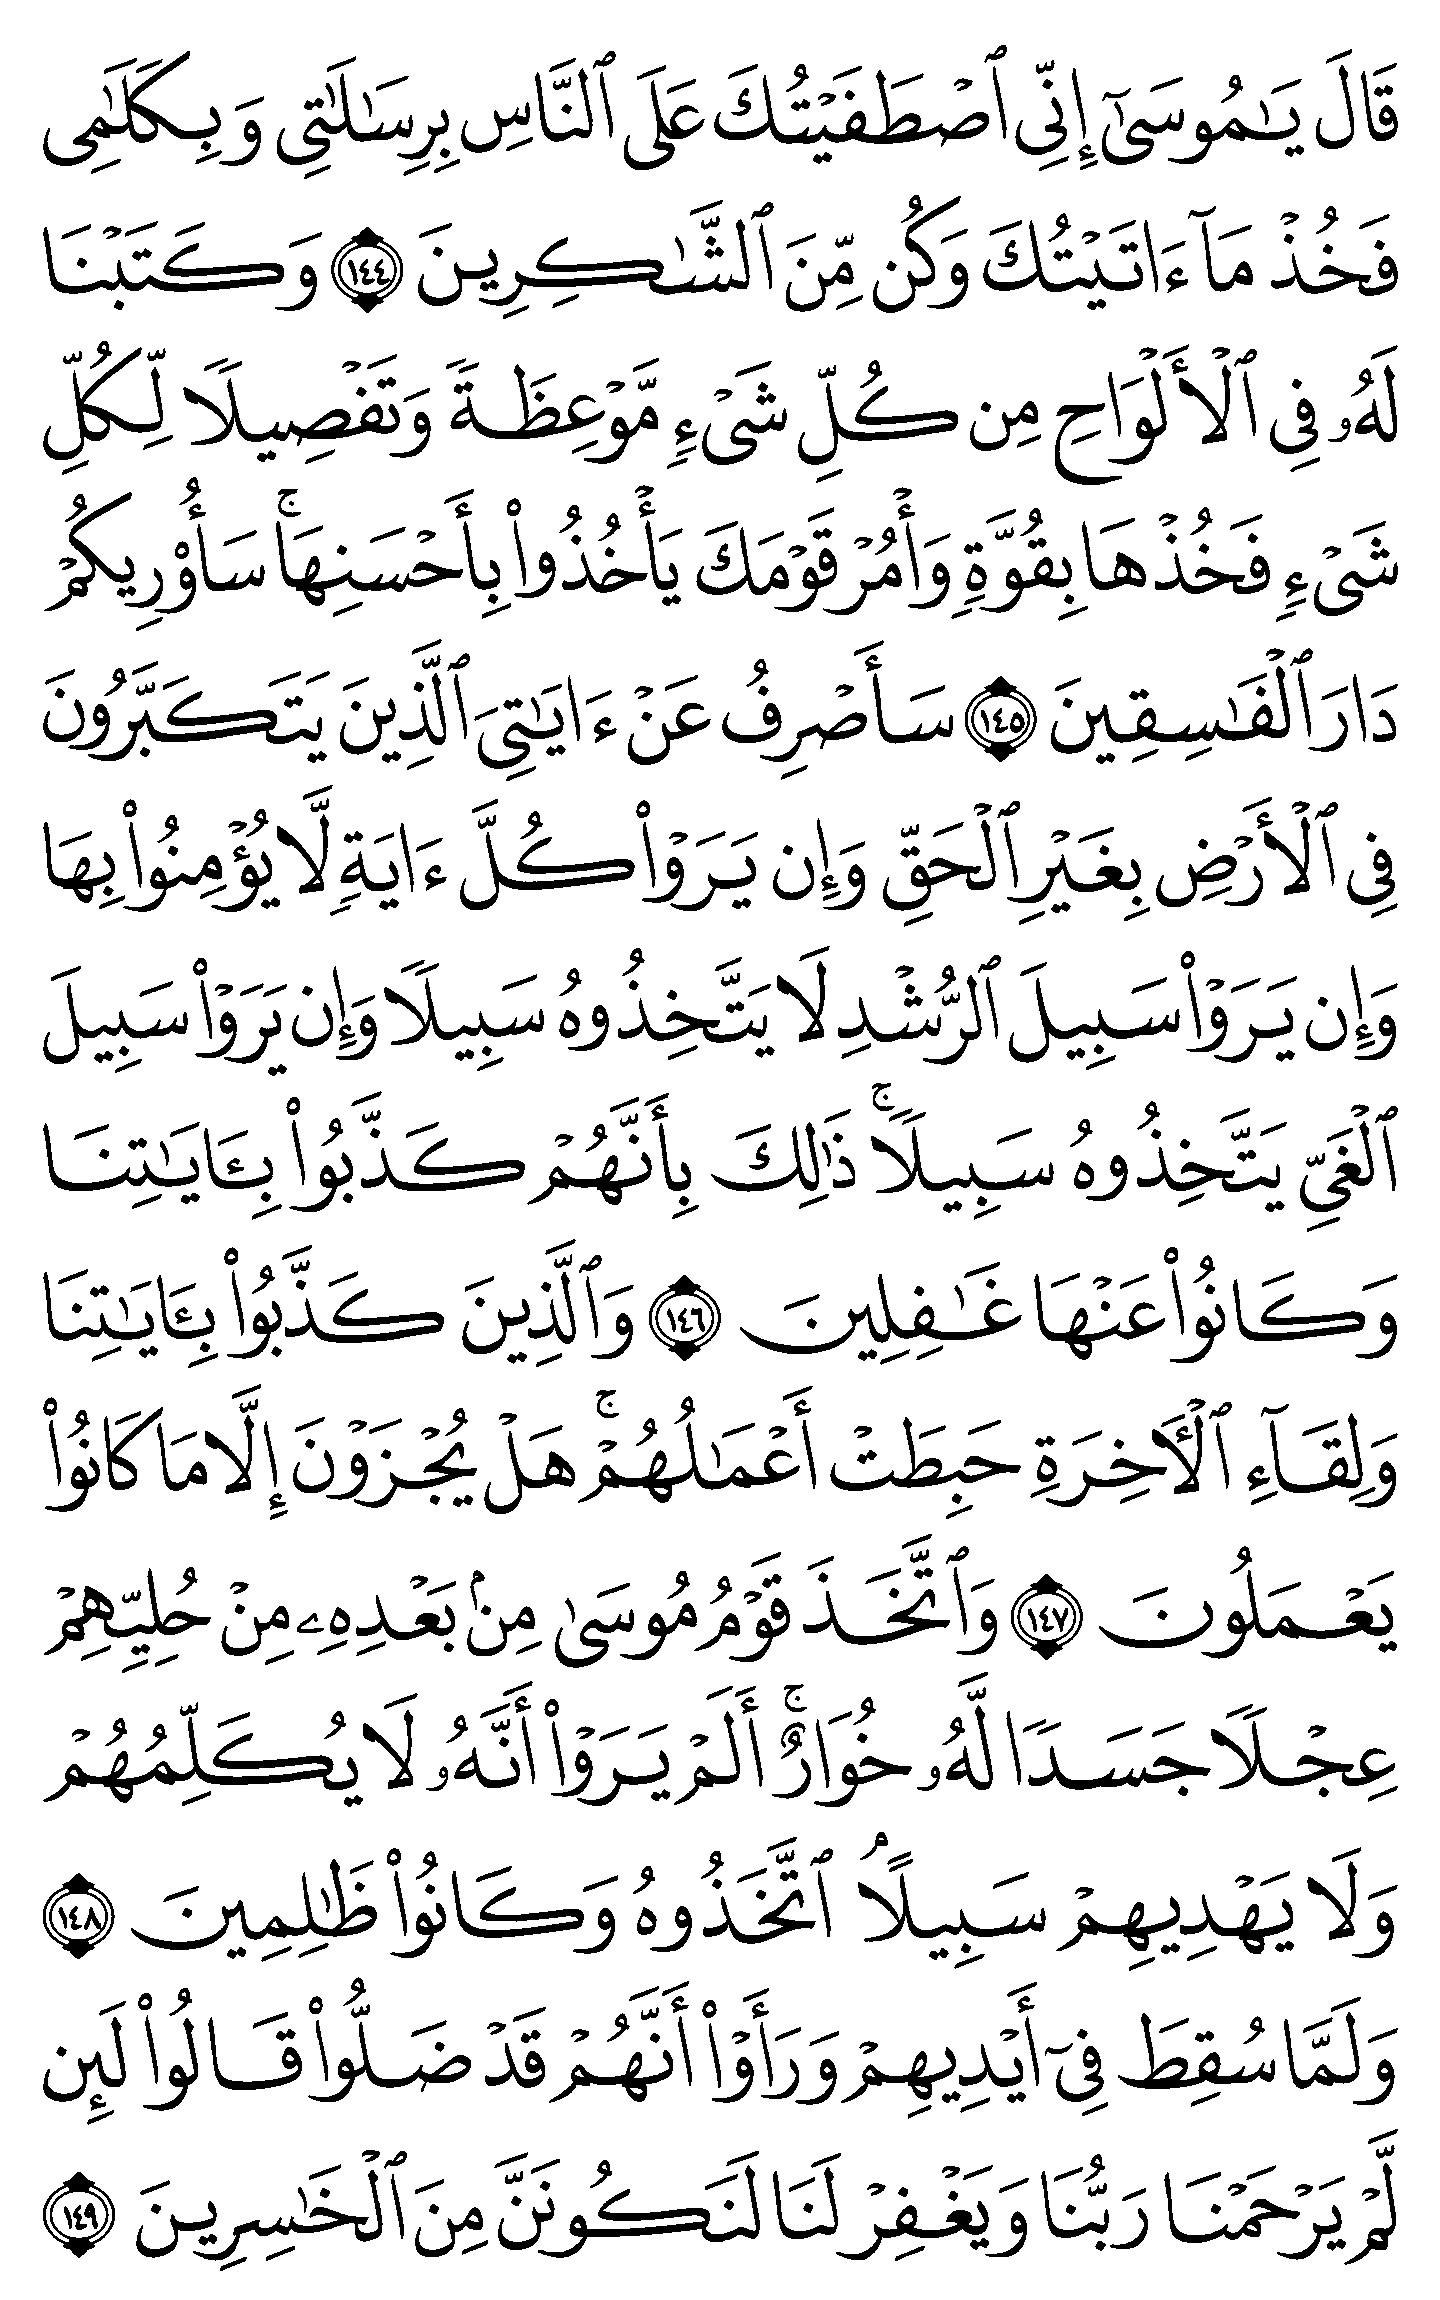 قَالَ يَـٰمُوسَىٰٓ إِنِّى ٱصْطَفَيْتُكَ عَلَى ٱلنَّاسِ بِرِسَـٰلَـٰتِى وَبِكَلَـٰمِى
فَخُذْ مَآ ءَاتَيْتُكَ وَكُن مِّنَ ٱلشَّـٰكِرِينَ ١٤٤ وَكَتَبْنَا
لَهُۥ فِى ٱلْأَلْوَاحِ مِن كُلِّ شَىْءٍ مَّوْعِظَةً وَتَفْصِيلًا لِّكُلِّ
شَىْءٍ فَخُذْهَا بِقُوَّةٍ وَأْمُرْ قَوْمَكَ يَأْخُذُوا۟ بِأَحْسَنِهَا ۚ سَأُو۟رِيكُمْ
دَارَ ٱلْفَـٰسِقِينَ ١٤٥ سَأَصْرِفُ عَنْ ءَايَـٰتِىَ ٱلَّذِينَ يَتَكَبَّرُونَ
فِى ٱلْأَرْضِ بِغَيْرِ ٱلْحَقِّ وَإِن يَرَوْا۟ كُلَّ ءَايَةٍ لَّا يُؤْمِنُوا۟ بِهَا
وَإِن يَرَوْا۟ سَبِيلَ ٱلرُّشْدِ لَا يَتَّخِذُوهُ سَبِيلًا وَإِن يَرَوْا۟ سَبِيلَ
ٱلْغَىِّ يَتَّخِذُوهُ سَبِيلًا ۚ ذَٰلِكَ بِأَنَّهُمْ كَذَّبُوا۟ بِـَٔايَـٰتِنَا
وَكَانُوا۟ عَنْهَا غَـٰفِلِينَ ١٤٦ وَٱلَّذِينَ كَذَّبُوا۟ بِـَٔايَـٰتِنَا
وَلِقَآءِ ٱلْـَٔاخِرَةِ حَبِطَتْ أَعْمَـٰلُهُمْ ۚ هَلْ يُجْزَوْنَ إِلَّا مَا كَانُوا۟
يَعْمَلُونَ ١٤٧ وَٱتَّخَذَ قَوْمُ مُوسَىٰ مِنۢ بَعْدِهِۦ مِنْ حُلِيِّهِمْ
عِجْلًا جَسَدًا لَّهُۥ خُوَارٌ ۚ أَلَمْ يَرَوْا۟ أَنَّهُۥ لَا يُكَلِّمُهُمْ
وَلَا يَهْدِيهِمْ سَبِيلًا ۘ ٱتَّخَذُوهُ وَكَانُوا۟ ظَـٰلِمِينَ ١٤٨
وَلَمَّا سُقِطَ فِىٓ أَيْدِيهِمْ وَرَأَوْا۟ أَنَّهُمْ قَدْ ضَلُّوا۟ قَالُوا۟ لَئِن
لَّمْ يَرْحَمْنَا رَبُّنَا وَيَغْفِرْ لَنَا لَنَكُونَنَّ مِنَ ٱلْخَـٰسِرِينَ ١٤٩